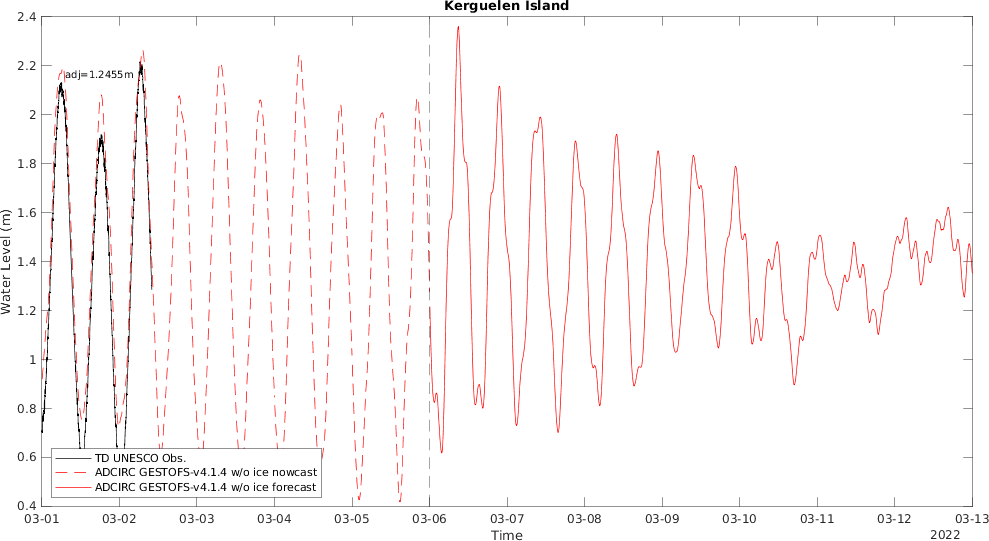 Kerguelen Island
2.4
2.2
2
1.8
1.6
1.4
1.2
1
0.8
0.6
0.4
Water Level (m)
adj=1.2455m
TD UNESCO Obs.
ADCIRC GESTOFS-v4.1.4 w/o ice nowcast
ADCIRC GESTOFS-v4.1.4 w/o ice forecast
03-01 03-02 03-03 03-04 03-05 03-06 03-07 03-08 03-09 03-10 03-11 03-12 03-13
Time
2022